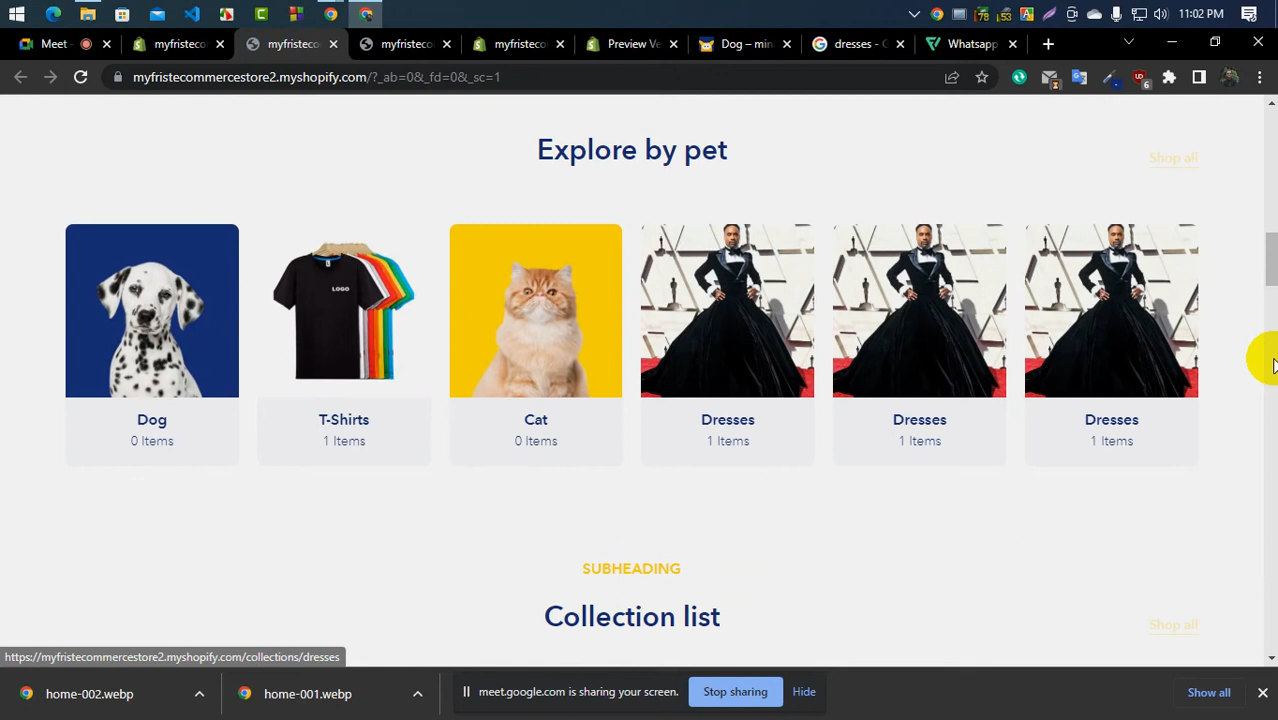 11:02 PM
78
53
Meet -
myfristeco
myfristeco
myfristeco
myfristeco
Preview Ve
Dog – min
dresses - G
Whatsapp
myfristecommercestore2.myshopify.com/?_ab=0&_fd=0&_sc=1
6
Explore by pet
Shop all
LOGO
Dog
0 Items
T-Shirts
1 Items
Cat
0 Items
Dresses
1 Items
Dresses
1 Items
Dresses
1 Items
SUBHEADING
Collection list
Shop all
https://myfristecommercestore2.myshopify.com/collections/dresses
home-002.webp
home-001.webp
meet.google.com is sharing your screen.
Stop sharing
Hide
Show all